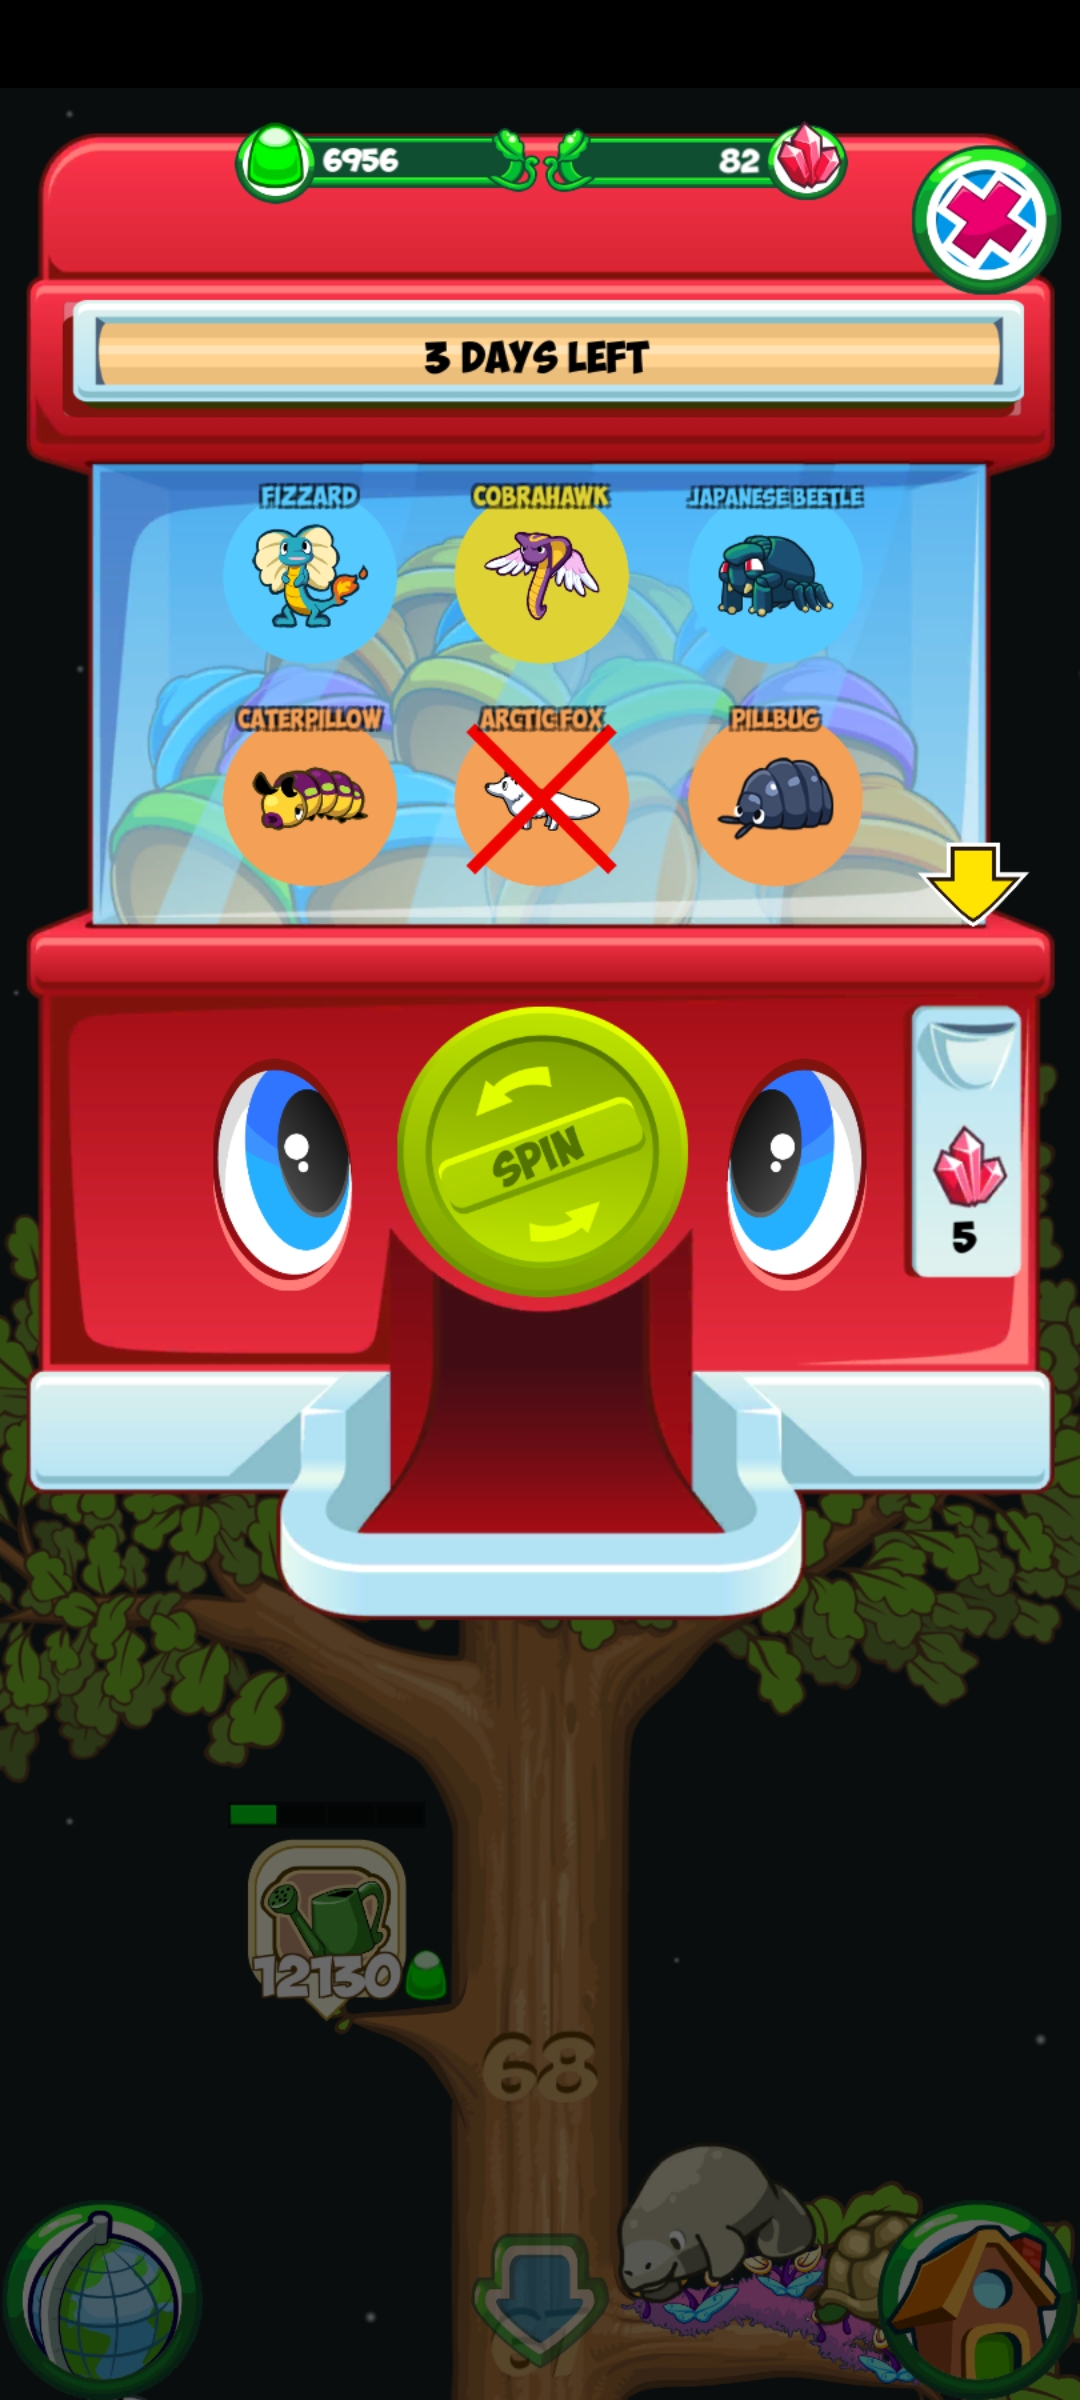 6956
82
3 DAYS LEFT
FIZZARD
COBRAHAWK
JAPANESE BEETLE
CATERPILLOW
ARCTIC FOX
PILLBUG
SPIN
5
12130
68